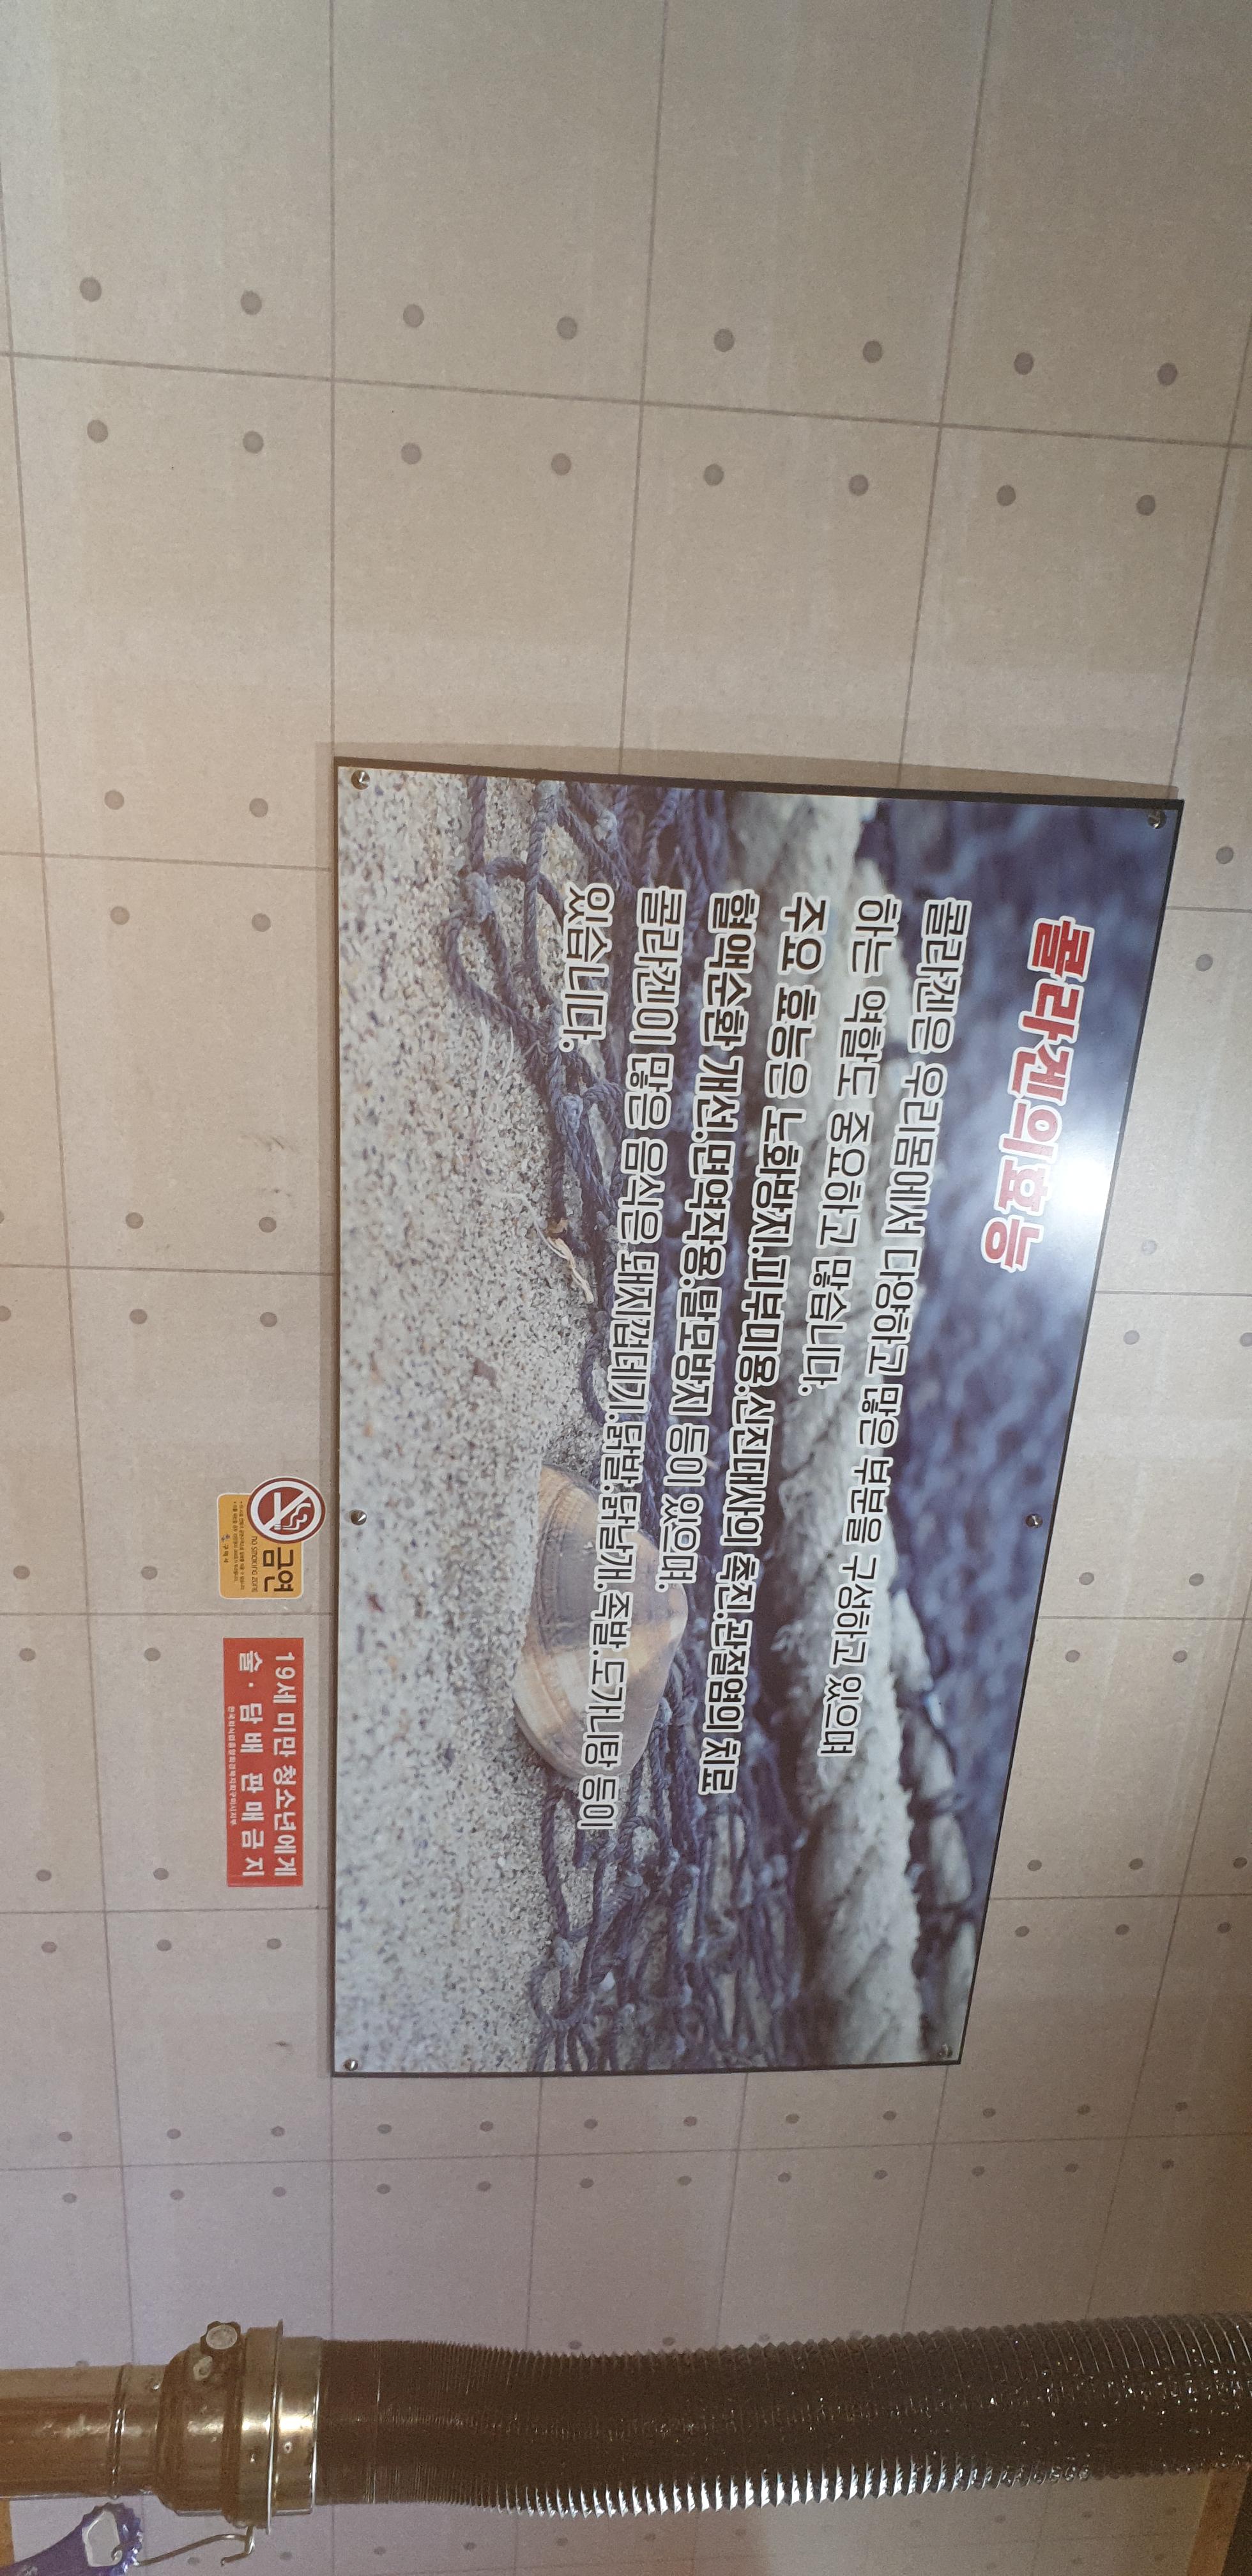 콜라겐의효능
콜라겐은 우리몸에서 다양하고 많은 부분을 구성하고 있으며
하는 역할도 중요하고 많습니다.
주요 효능은 노화방지.피부미용.신진대사의 촉진.관절염의 치료
혈액순환 개선.면역작용.탈모방지 등이 있으며.
콜라겐이 많은 음식은 돼지껍데기.닭발.닭날개.족발.도가니탕 등이
있습니다.
금연
no smoking zone
19세 미만 청소년에게
술·담배 판매금지